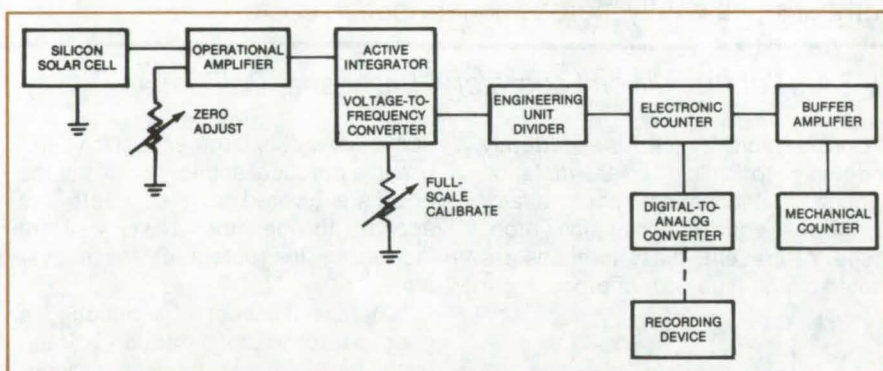 SILICON
SOLAR CELL
OPERATIONAL
AMPLIFIER
ZERO
ADJUST
ACTIVE
INTEGRATOR
VOLTAGE-TO-
FREQUENCY
CONVERTER
FULL-
SCALE
CALIBRATE
ENGINEERING
UNIT
DIVIDER
ELECTRONIC
COUNTER
DIGITAL-TO-
ANALOG
CONVERTER
RECORDING
DEVICE
BUFFER
AMPLIFIER
MECHANICAL
COUNTER